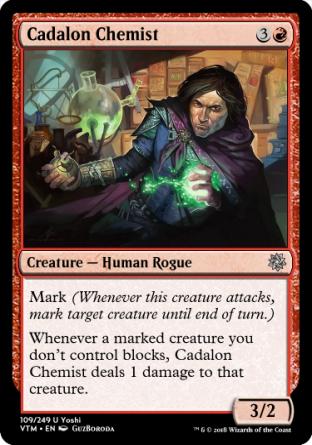 Cadalon Chemist 3
Creature — Human Rogue
Mark (Whenever this creature attacks,
mark target creature until end of turn.)
Whenever a marked creature you
don't control blocks, Cadalon
Chemist deals 1 damage to that
creature.
3/2
109/249 U Yoshi
VTM • EN GuzBoroda
™ & © 2018 Wizards of the Coast